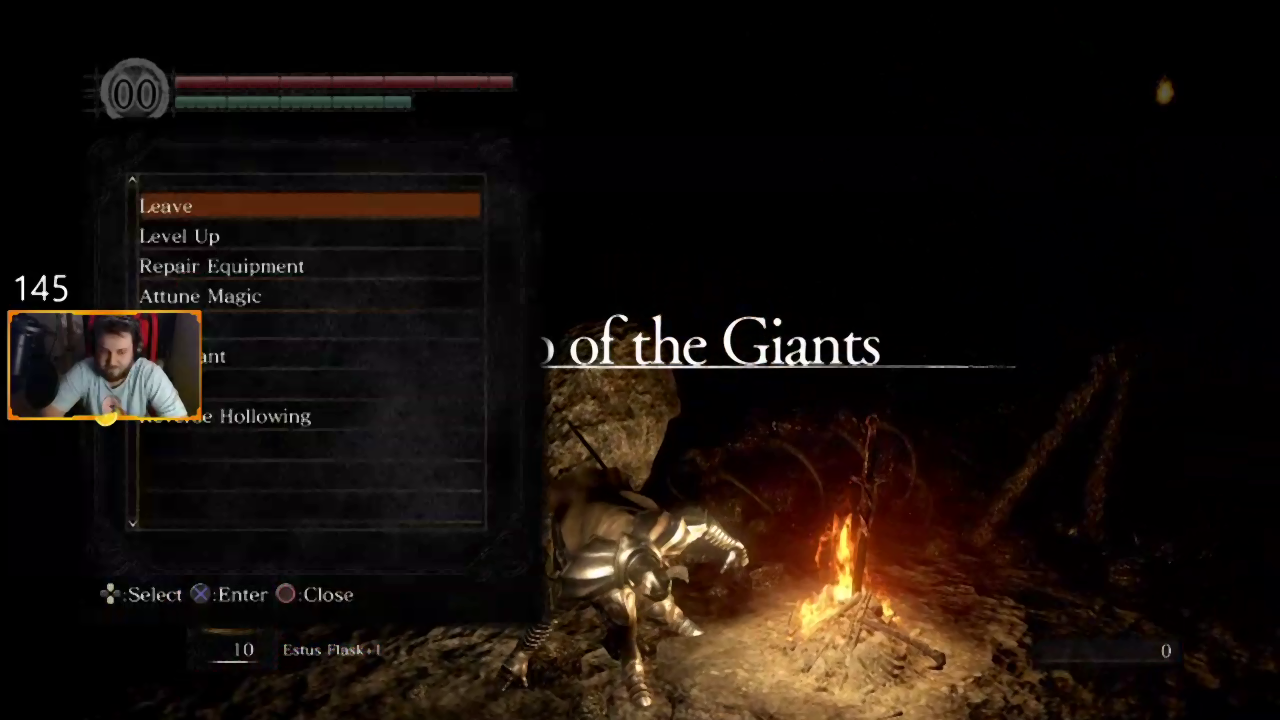 00
Leave
Level Up
Repair Equipment
Attune Magic
145
of the Giants
Hollowing
:Select :Enter :Close
10 Estus Flask+1
0